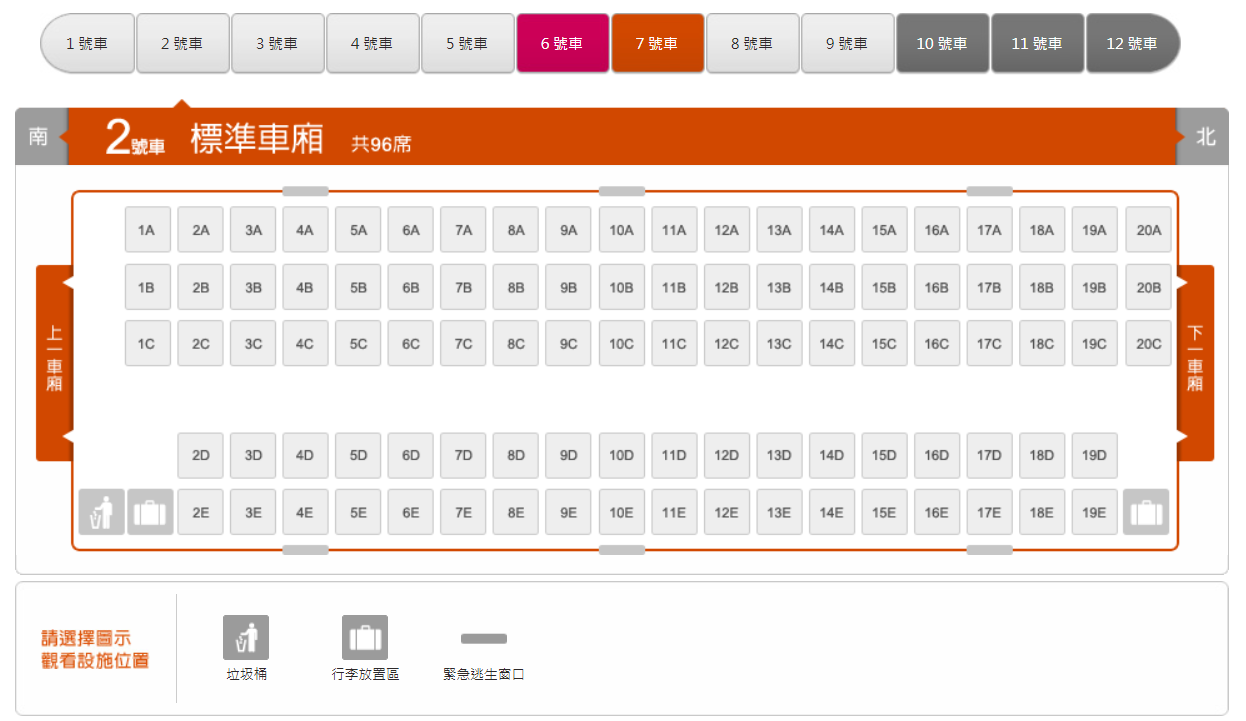 1 號車 2 號車 3 號車 4 號車 5 號車 6 號車 7 號車 8 號車 9 號車 10 號車 11 號車 12 號車
南 2號車 標準車廂 共96席 北
1A 2A 3A 4A 5A 6A 7A 8A 9A 10A 11A 12A 13A 14A 15A 16A 17A 18A 19A 20A
1B 2B 3B 4B 5B 6B 7B 8B 9B 10B 11B 12B 13B 14B 15B 16B 17B 18B 19B 20B
1C 2C 3C 4C 5C 6C 7C 8C 9C 10C 11C 12C 13C 14C 15C 16C 17C 18C 19C 20C
上一車廂
下一車廂
2D 3D 4D 5D 6D 7D 8D 9D 10D 11D 12D 13D 14D 15D 16D 17D 18D 19D
2E 3E 4E 5E 6E 7E 8E 9E 10E 11E 12E 13E 14E 15E 16E 17E 18E 19E
請選擇圖示
觀看設施位置
垃圾桶 行李放置區 緊急逃生窗口